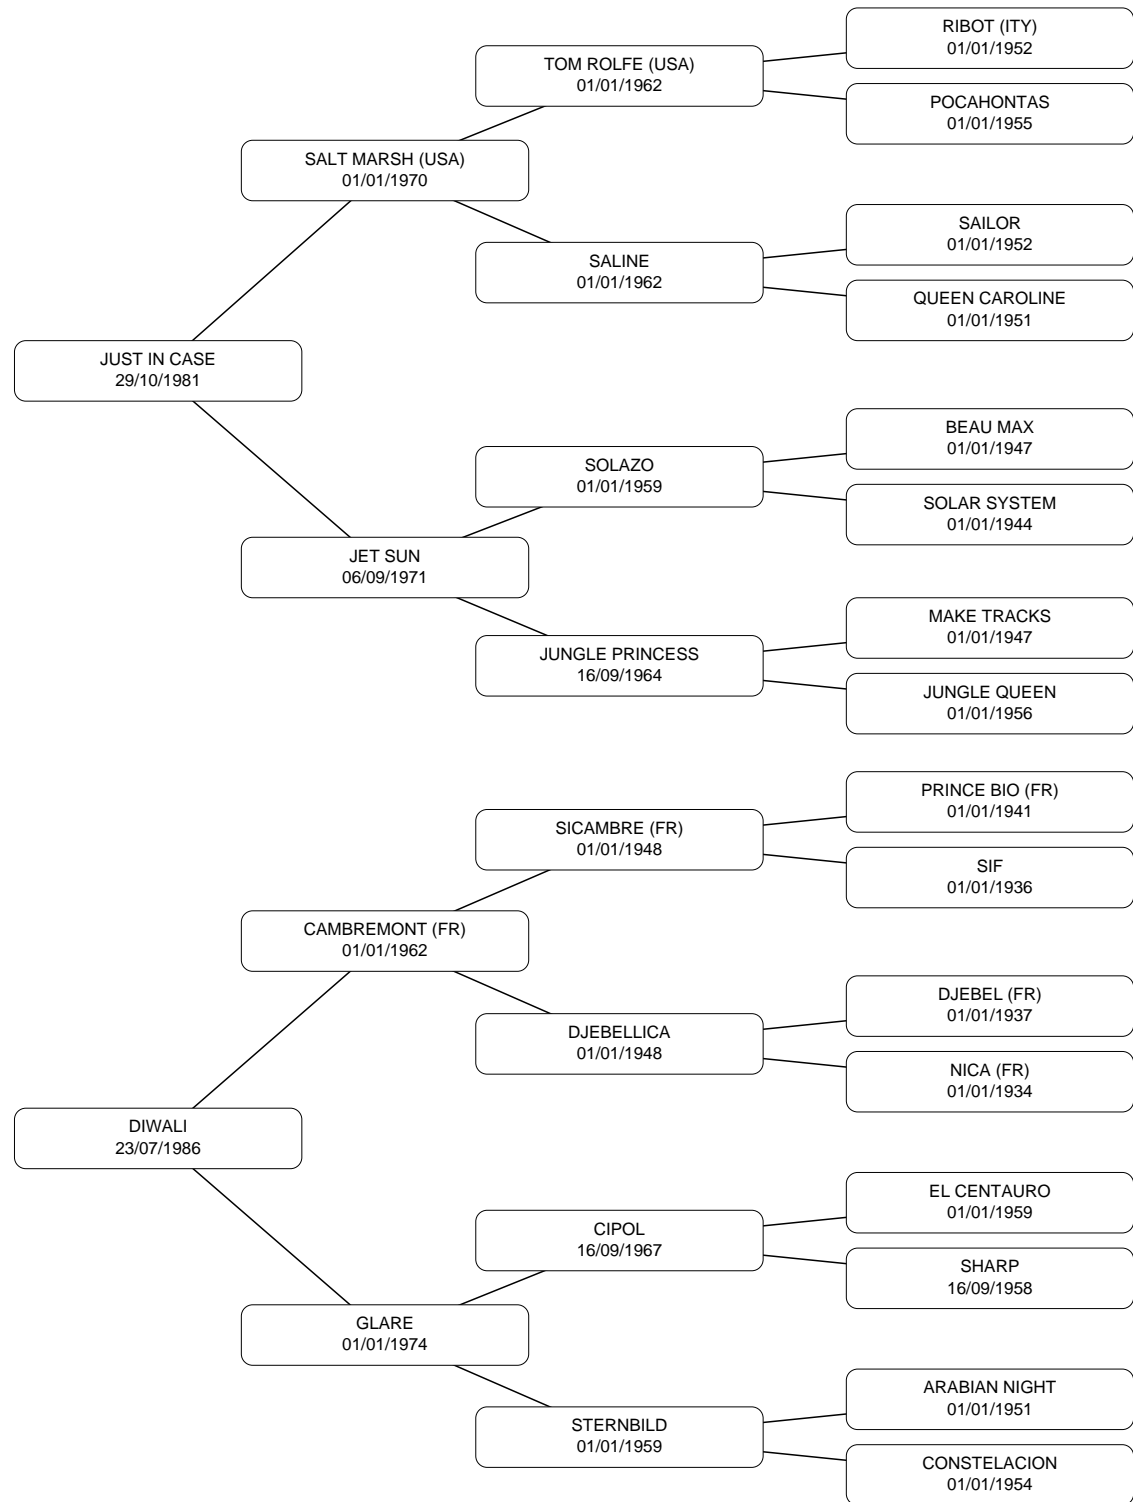 RIBOT (ITY)
01/01/1952
TOM ROLFE (USA)
01/01/1962
POCAHONTAS
01/01/1955
SALT MARSH (USA)
01/01/1970
SAILOR
01/01/1952
SALINE
01/01/1962
QUEEN CAROLINE
01/01/1951
JUST IN CASE
29/10/1981
BEAU MAX
01/01/1947
SOLAZO
01/01/1959
SOLAR SYSTEM
01/01/1944
JET SUN
06/09/1971
MAKE TRACKS
01/01/1947
JUNGLE PRINCESS
16/09/1964
JUNGLE QUEEN
01/01/1956
PRINCE BIO (FR)
01/01/1941
SICAMBRE (FR)
01/01/1948
SIF
01/01/1936
CAMBREMONT (FR)
01/01/1962
DJEBEL (FR)
01/01/1937
DJEBELLICA
01/01/1948
NICA (FR)
01/01/1934
DIWALI
23/07/1986
EL CENTAURO
01/01/1959
CIPOL
16/09/1967
SHARP
16/09/1958
GLARE
01/01/1974
ARABIAN NIGHT
01/01/1951
STERNBILD
01/01/1959
CONSTELACION
01/01/1954